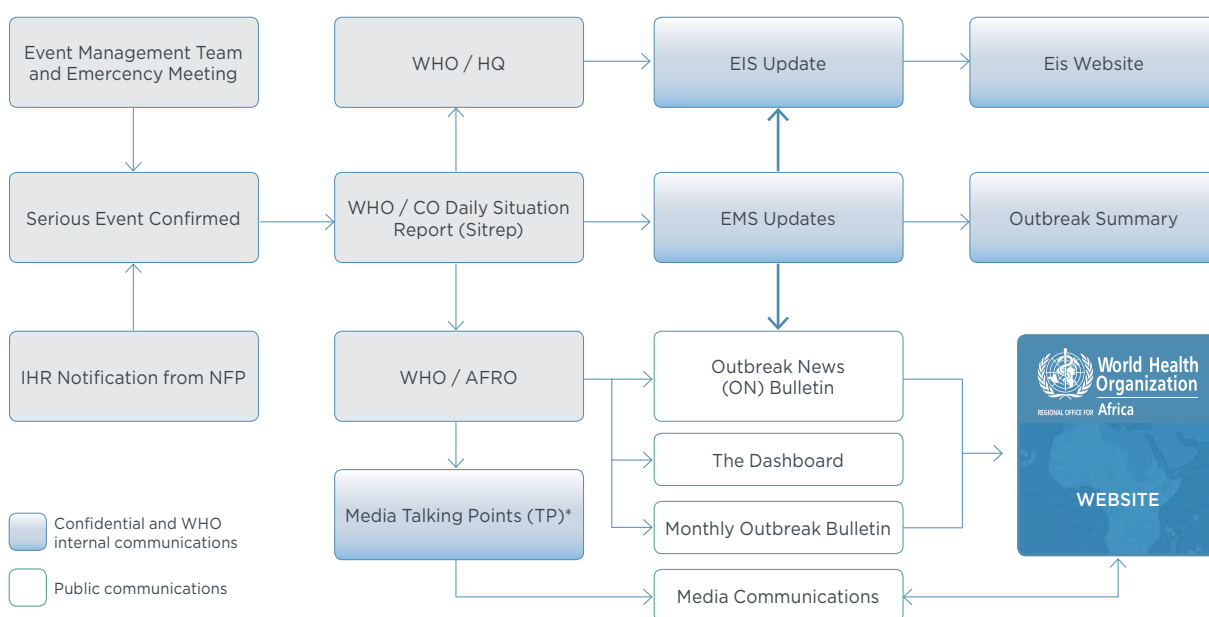 Event Management Team
and Emercency Meeting
WHO / HQ
EIS Update
Eis Website
Serious Event Confirmed
WHO / CO Daily Situation
Report (Sitrep)
EMS Updates
Outbreak Summary
IHR Notification from NFP
WHO / AFRO
Outbreak News
(ON) Bulletin
World Health
Organization
REGIONAL OFFICE FOR Africa
The Dashboard
Media Talking Points (TP)*
Monthly Outbreak Bulletin
WEBSITE
Confidential and WHO
internal communications
Public communications
Media Communications